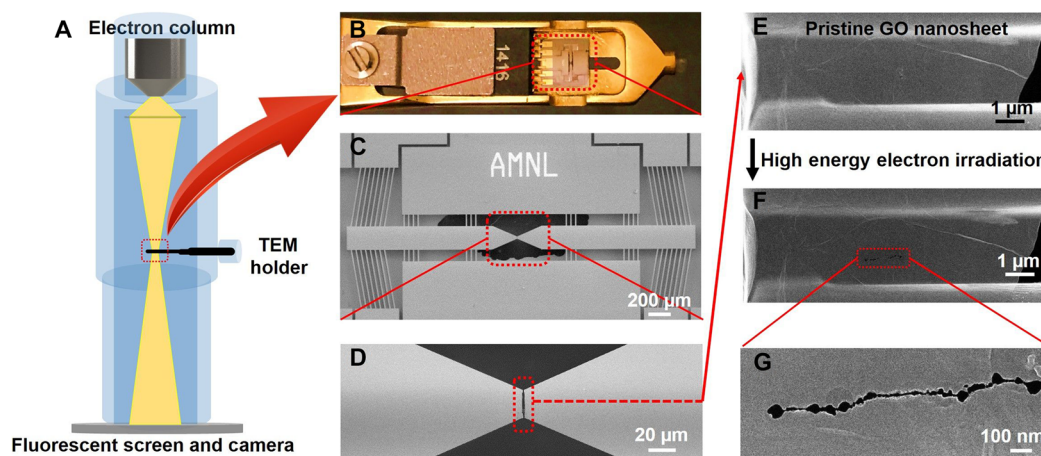 A
Electron column
TEM
holder
Fluorescent screen and camera
B
1416
C
AMNL
200 μm
D
20 μm
E
Pristine GO nanosheet
1 μm
High energy electron irradiation
F
1 μm
G
100 nm